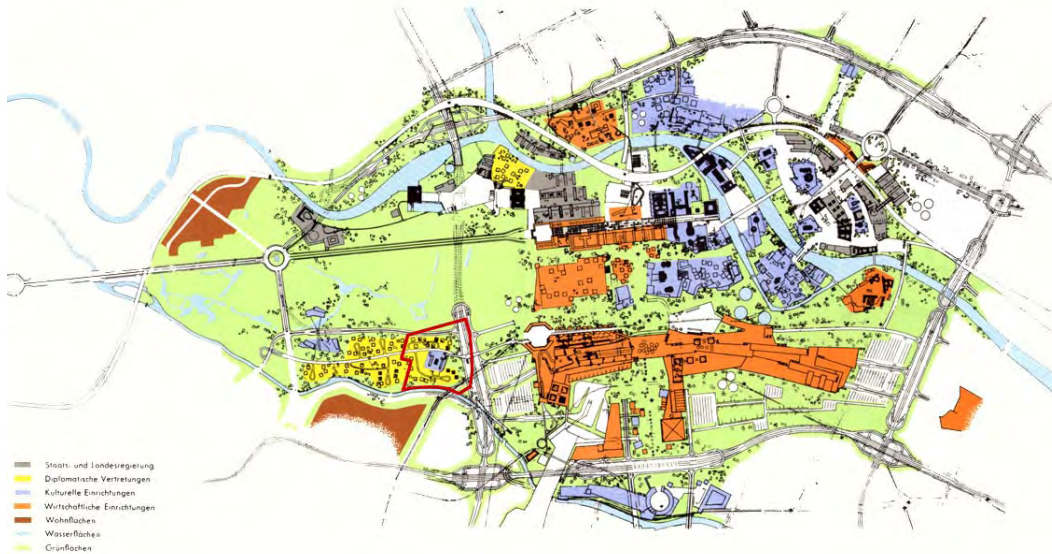 Staats- und Landesregierung
Diplomatische Vertretungen
Kulturelle Einrichtungen
Wirtschaftliche Einrichtungen
Wohnflächen
Wasserflächen
Grünflächen